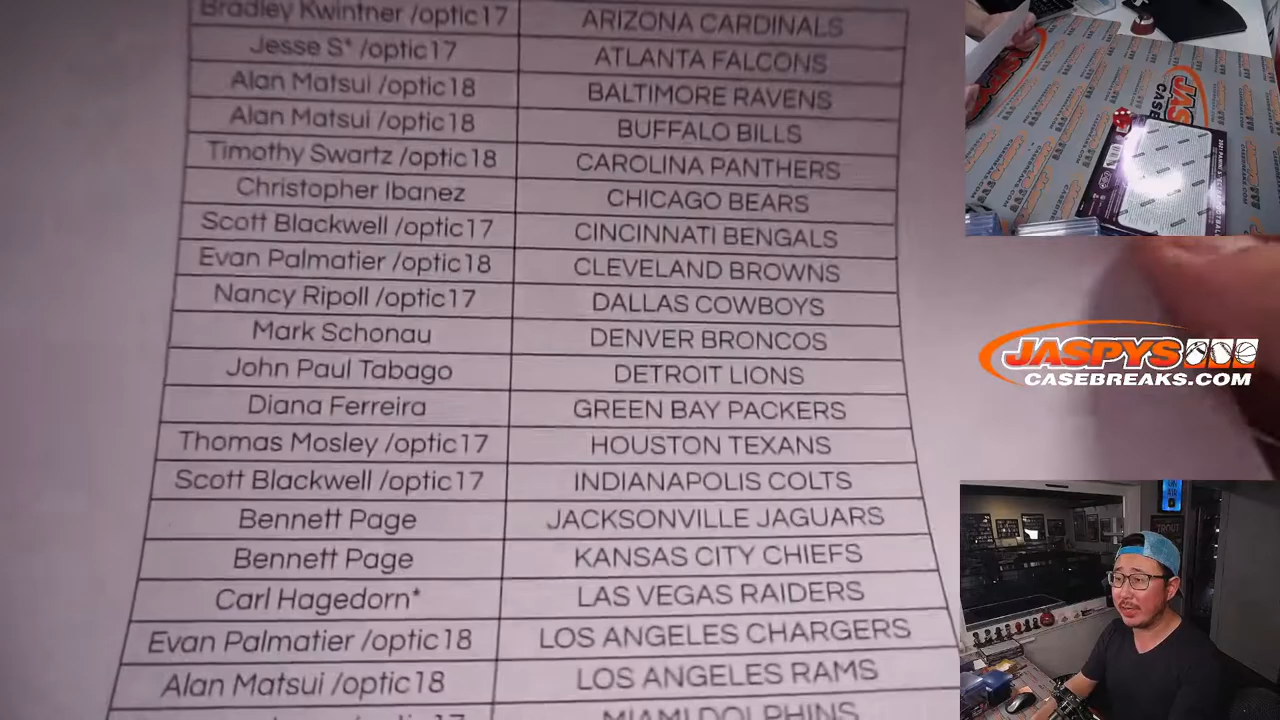 Bradley Kwintner /optic17 ARIZONA CARDINALS
Jesse S* /optic17 ATLANTA FALCONS
Alan Matsui /optic18 BALTIMORE RAVENS
Alan Matsui /optic18 BUFFALO BILLS
Timothy Swartz /optic18 CAROLINA PANTHERS
Christopher Ibanez CHICAGO BEARS
Scott Blackwell /optic17 CINCINNATI BENGALS
Evan Palmatier /optic18 CLEVELAND BROWNS
Nancy Ripoll /optic17 DALLAS COWBOYS
Mark Schonau DENVER BRONCOS
John Paul Tabago DETROIT LIONS
Diana Ferreira GREEN BAY PACKERS
Thomas Mosley /optic17 HOUSTON TEXANS
Scott Blackwell /optic17 INDIANAPOLIS COLTS
Bennett Page JACKSONVILLE JAGUARS
Bennett Page KANSAS CITY CHIEFS
Carl Hagedorn* LAS VEGAS RAIDERS
Evan Palmatier /optic18 LOS ANGELES CHARGERS
Alan Matsui /optic18 LOS ANGELES RAMS
MIAMI DOLPHINS
JASPYS
CASEBREAKS.COM